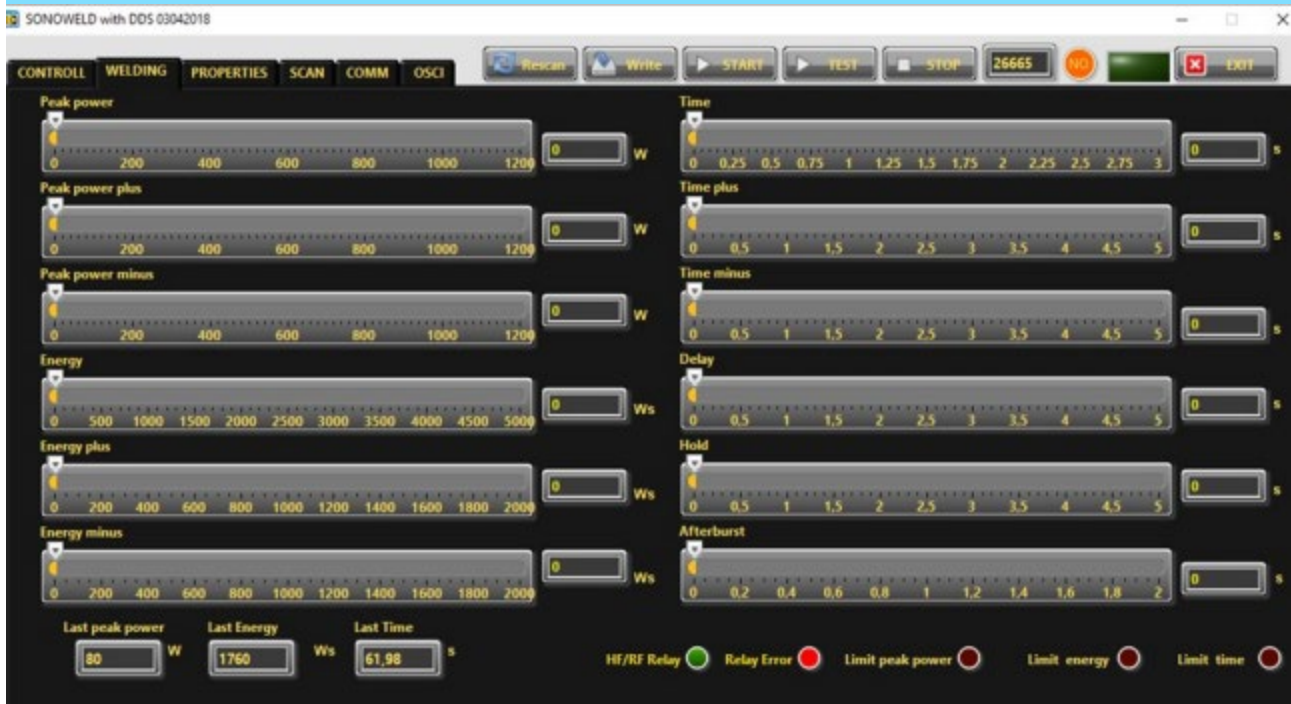 SONOWELD with DDS 03042018
CONTROLL WELDING PROPERTIES SCAN COMM OSCI
Rescan Write START TEST STOP 26665 NO EXIT
Peak power
0 200 400 600 800 1000 1200
0 W
Peak power plus
0 200 400 600 800 1000 1200
0 W
Peak power minus
0 200 400 600 800 1000 1200
0 W
Energy
0 500 1000 1500 2000 2500 3000 3500 4000 4500 5000
0 Ws
Energy plus
0 200 400 600 800 1000 1200 1400 1600 1800 2000
0 Ws
Energy minus
0 200 400 600 800 1000 1200 1400 1600 1800 2000
0 Ws
Time
0 0,25 0,5 0,75 1 1,25 1,5 1,75 2 2,25 2,5 2,75 3
0 s
Time plus
0 0,5 1 1,5 2 2,5 3 3,5 4 4,5 5
0 s
Time minus
0 0,5 1 1,5 2 2,5 3 3,5 4 4,5 5
0 s
Delay
0 0,5 1 1,5 2 2,5 3 3,5 4 4,5 5
0 s
Hold
0 0,5 1 1,5 2 2,5 3 3,5 4 4,5 5
0 s
Afterburst
0 0,2 0,4 0,6 0,8 1 1,2 1,4 1,6 1,8 2
0 s
Last peak power Last Energy Last Time
80 W 1760 Ws 61,98 s
HF/RF Relay Relay Error Limit peak power Limit energy Limit time